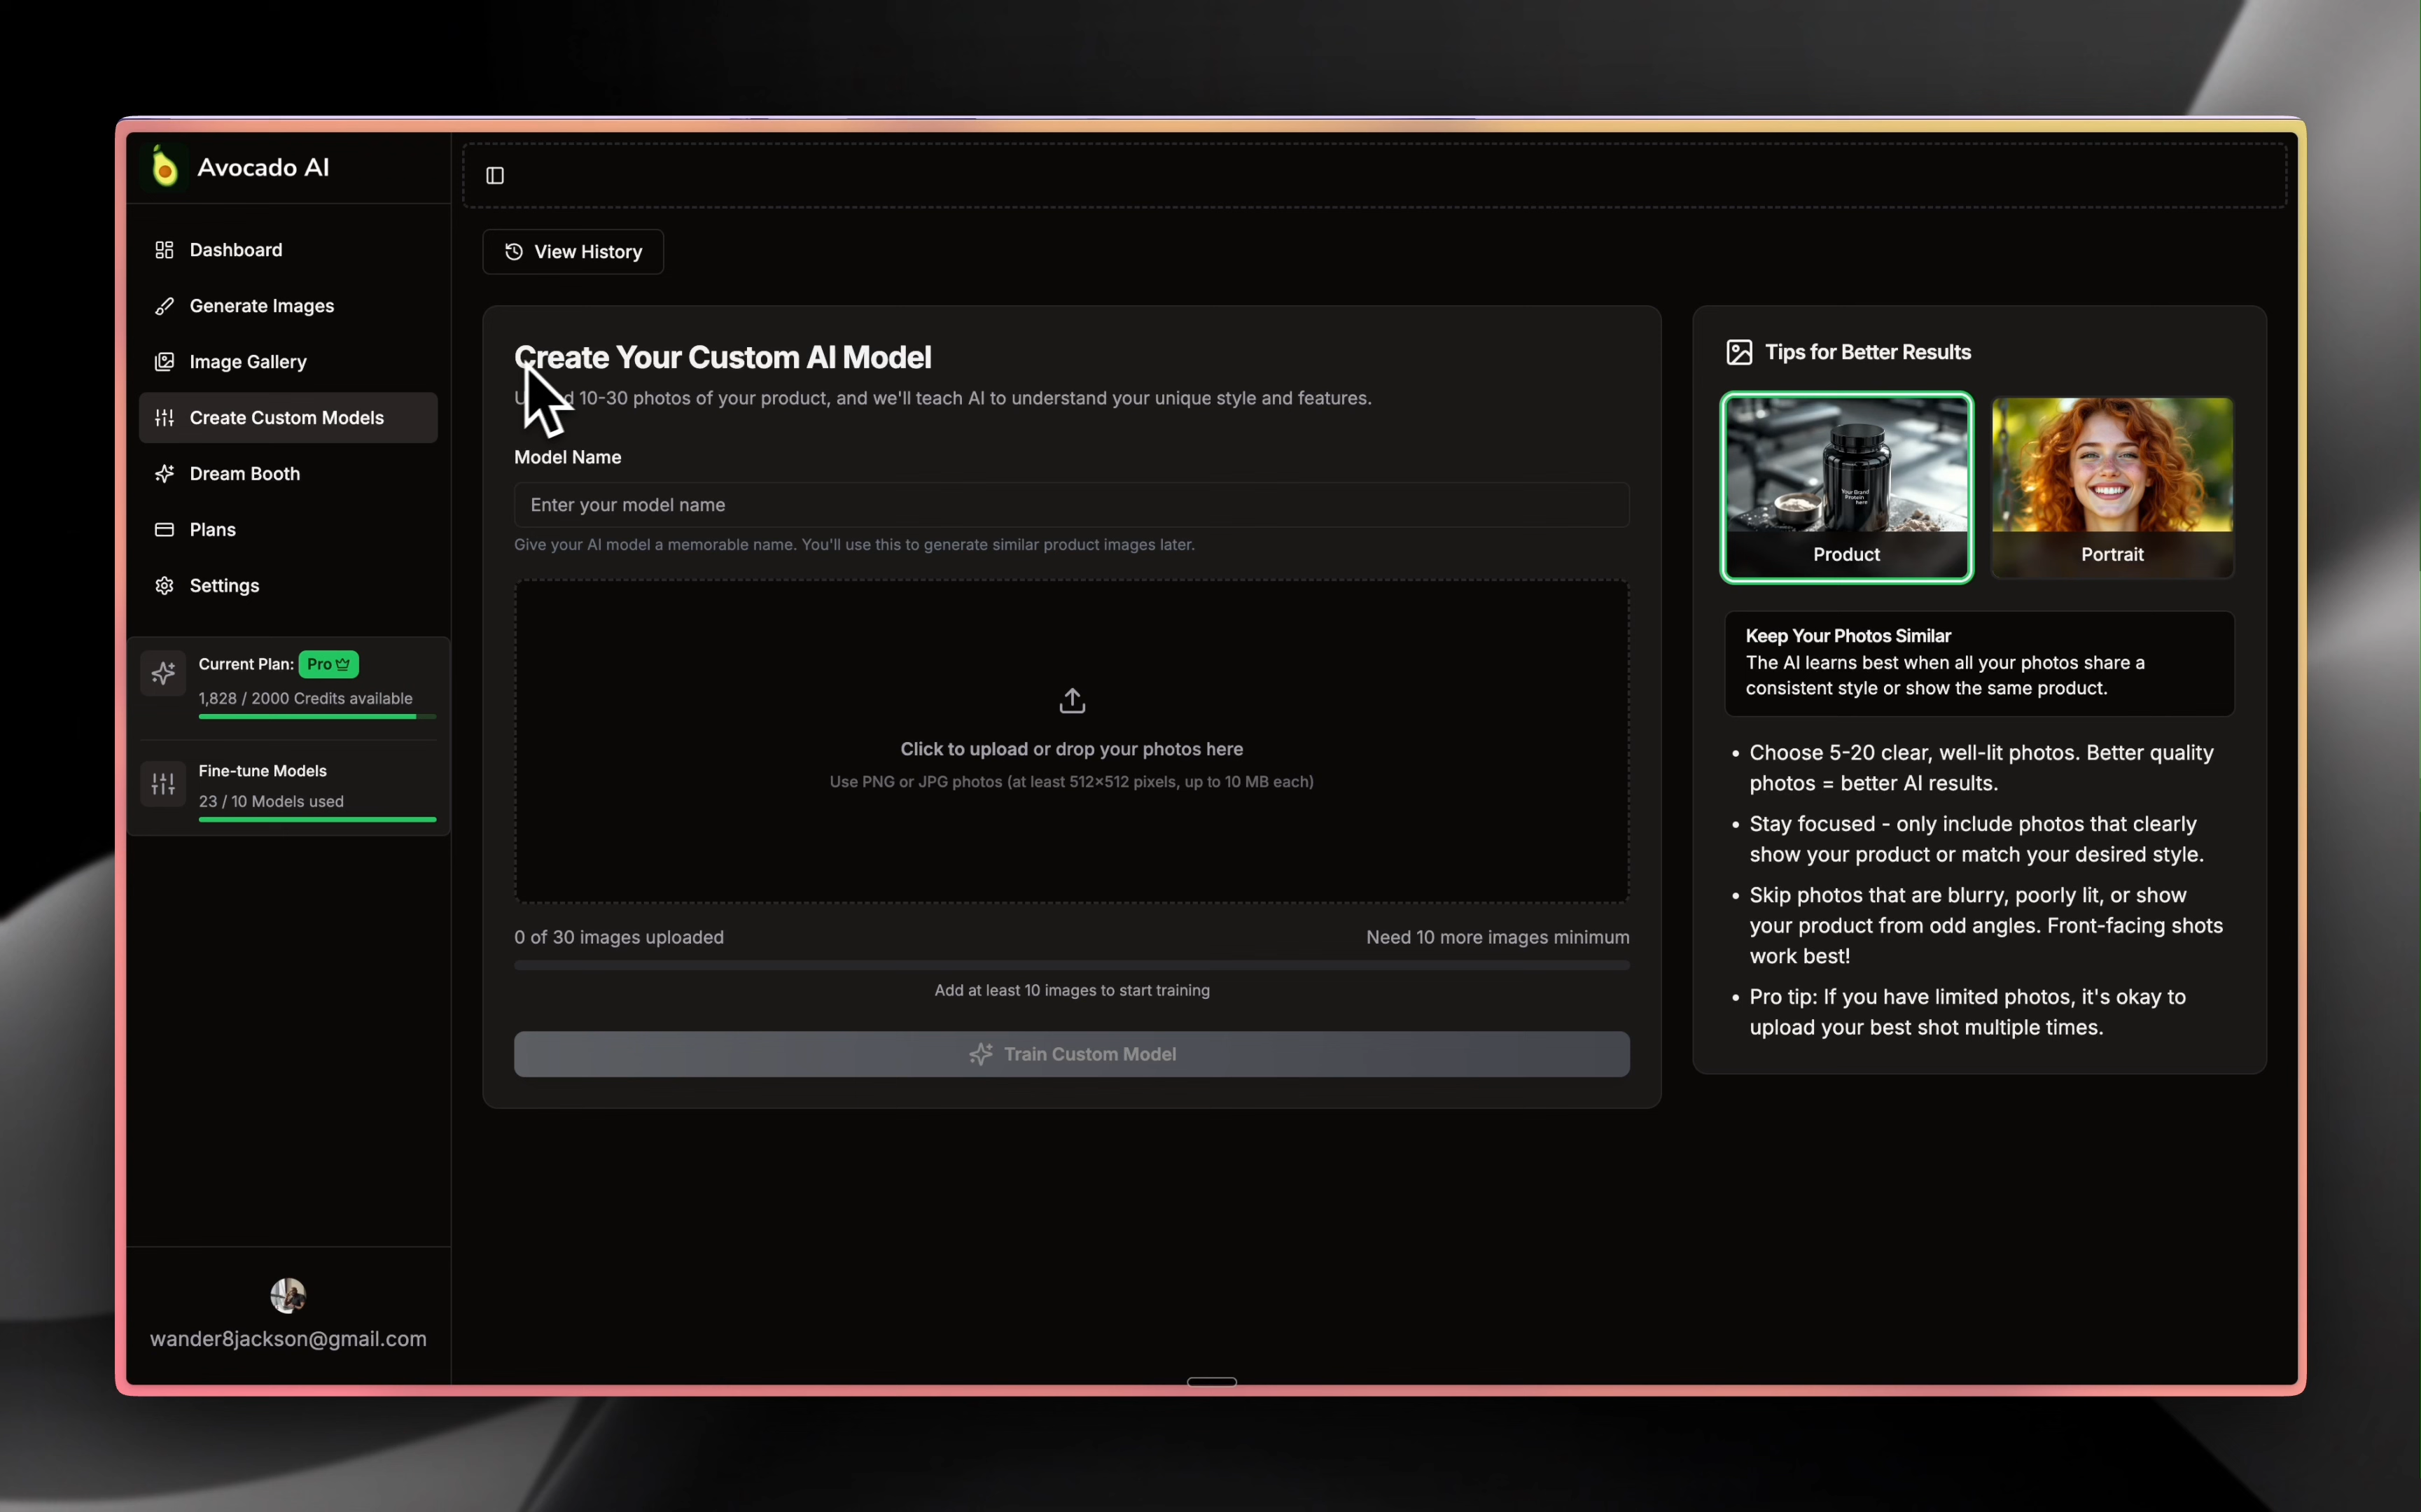 Avocado AI
Dashboard
Generate Images
Image Gallery
Create Custom Models
Dream Booth
Plans
Settings
Current Plan: Pro
1,828 / 2000 Credits available
Fine-tune Models
23 / 10 Models used
wander8jackson@gmail.com
View History
Create Your Custom AI Model
10-30 photos of your product, and we'll teach AI to understand your unique style and features.
Model Name
Enter your model name
Give your AI model a memorable name. You'll use this to generate similar product images later.
Click to upload or drop your photos here
Use PNG or JPG photos (at least 512×512 pixels, up to 10 MB each)
0 of 30 images uploaded
Need 10 more images minimum
Add at least 10 images to start training
Train Custom Model
Tips for Better Results
Your Brand
Protein
here
Product
Portrait
Keep Your Photos Similar
The AI learns best when all your photos share a
consistent style or show the same product.
• Choose 5-20 clear, well-lit photos. Better quality
photos = better AI results.
• Stay focused - only include photos that clearly
show your product or match your desired style.
• Skip photos that are blurry, poorly lit, or show
your product from odd angles. Front-facing shots
work best!
• Pro tip: If you have limited photos, it's okay to
upload your best shot multiple times.